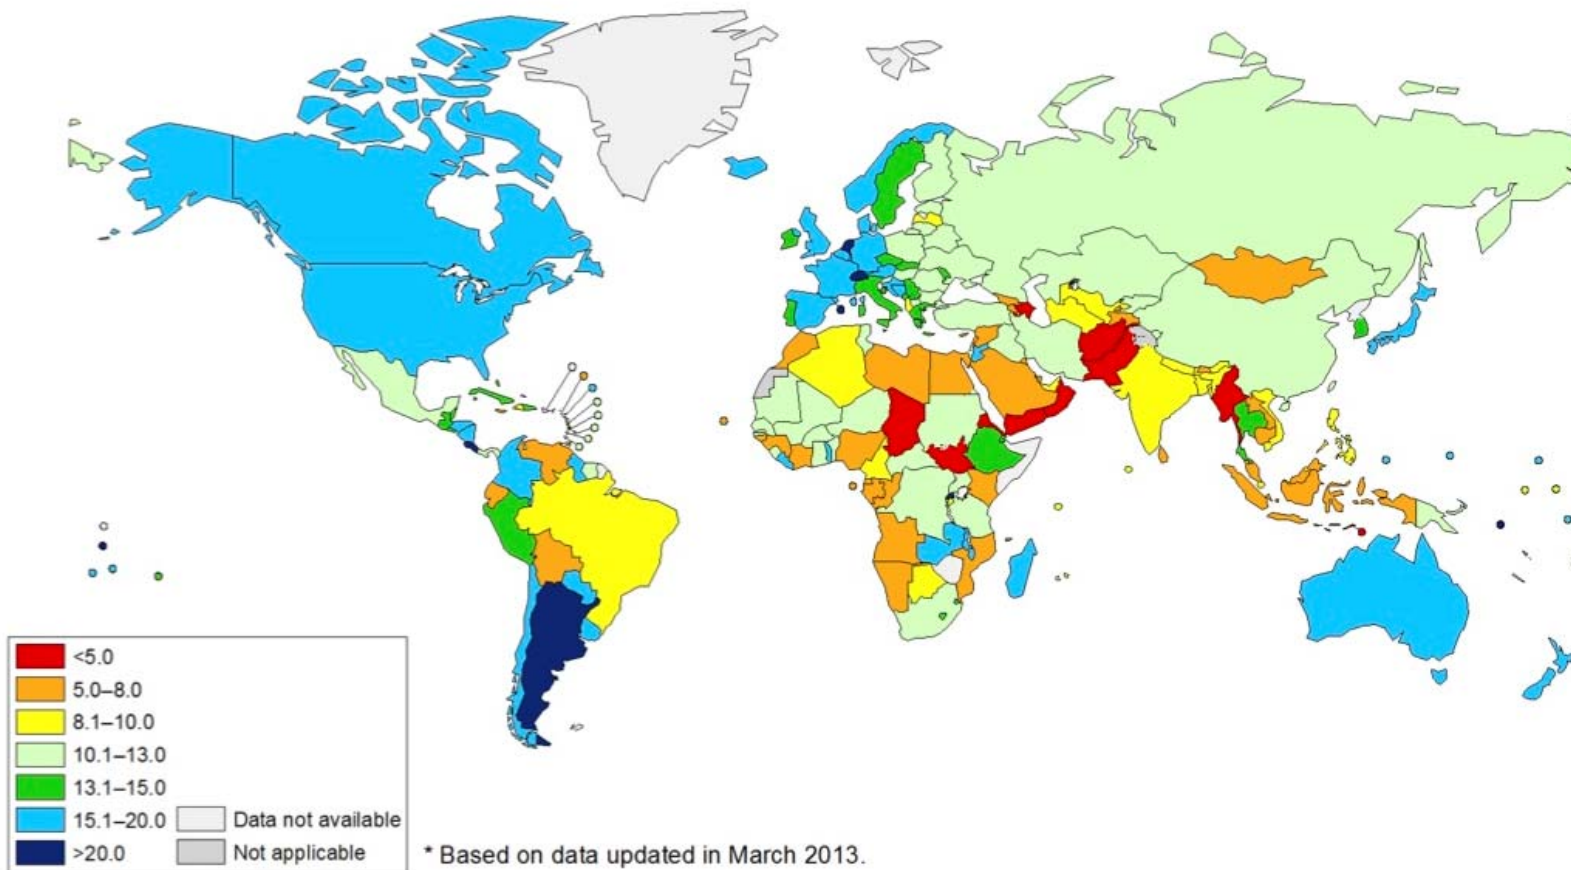 <5.0
5.0–8.0
8.1–10.0
10.1–13.0
13.1–15.0
15.1–20.0
>20.0
Data not available
Not applicable
* Based on data updated in March 2013.